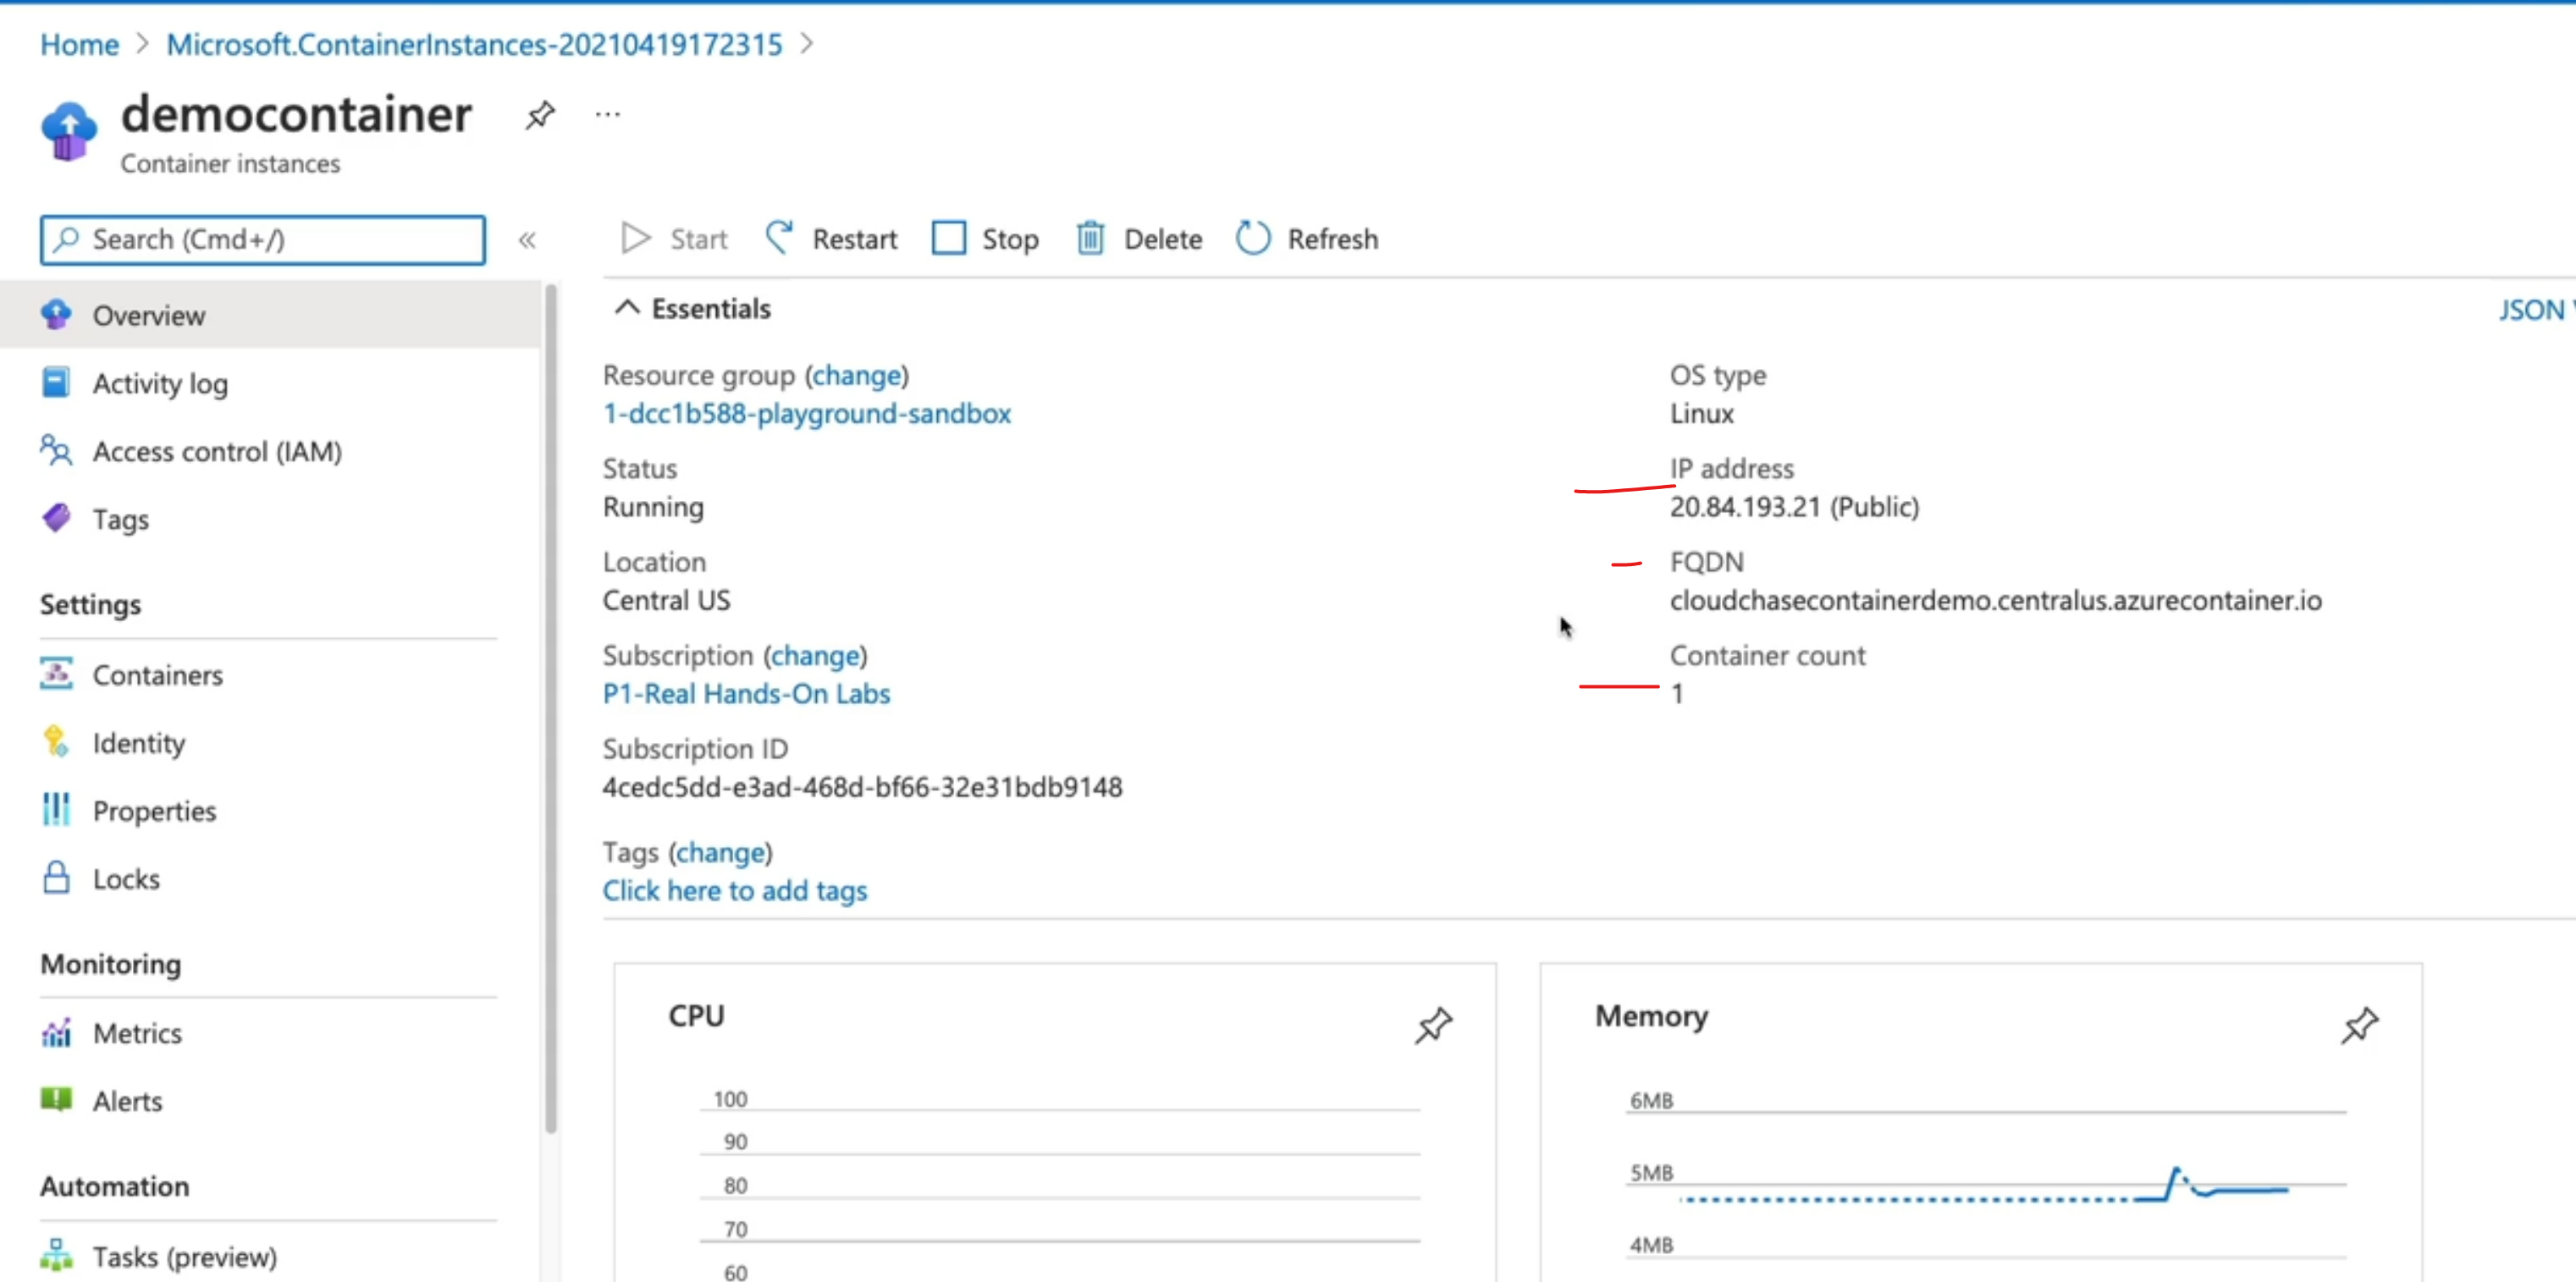 Home > Microsoft.ContainerInstances-20210419172315 >
democontainer ...
Container instances
Search (Cmd+/) «
Start Restart Stop Delete Refresh
Overview
Activity log
Access control (IAM)
Tags
Settings
Containers
Identity
Properties
Locks
Monitoring
Metrics
Alerts
Automation
Tasks (preview)
Essentials
JSON
Resource group (change)
1-dcc1b588-playground-sandbox
Status
Running
Location
Central US
Subscription (change)
P1-Real Hands-On Labs
Subscription ID
4cedc5dd-e3ad-468d-bf66-32e31bdb9148
Tags (change)
Click here to add tags
OS type
Linux
IP address
20.84.193.21 (Public)
FQDN
cloudchasecontainerdemo.centralus.azurecontainer.io
Container count
1
CPU
100
90
80
70
60
Memory
6MB
5MB
4MB